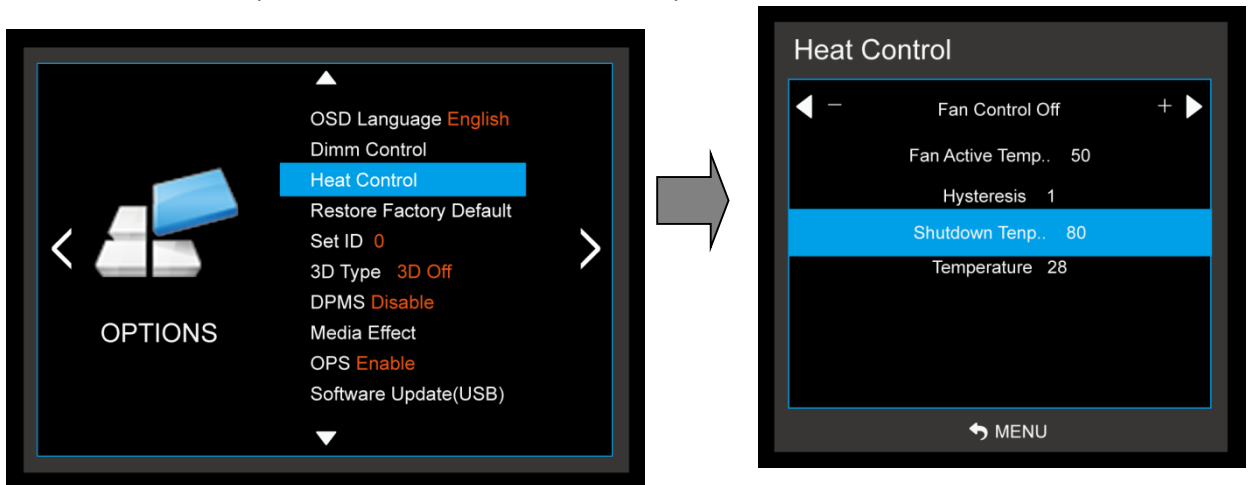 OPTIONS
OSD Language English
Dimm Control
Heat Control
Restore Factory Default
Set ID 0
3D Type 3D Off
DPMS Disable
Media Effect
OPS Enable
Software Update(USB)
Heat Control
− Fan Control Off +
Fan Active Temp.. 50
Hysteresis 1
Shutdown Tenp.. 80
Temperature 28
MENU